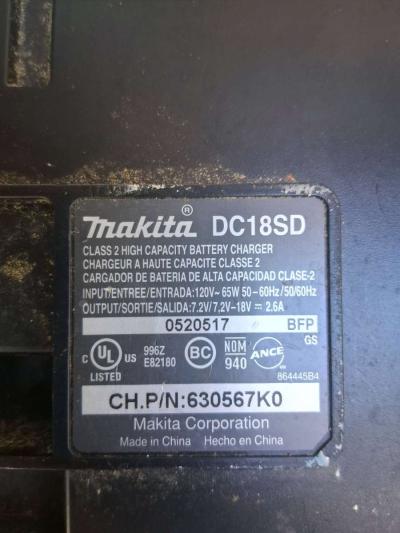 makita® DC18SD
CLASS 2 HIGH CAPACITY BATTERY CHARGER
CHARGEUR A HAUTE CAPACITE CLASSE 2
CARGADOR DE BATERIA DE ALTA CAPACIDAD CLASE-2
INPUT/ENTREE/ENTRADA:120V~ 65W 50-60Hz/50/60Hz
OUTPUT/SORTIE/SALIDA:7.2V/7,2V-18V ⎓ 2.6A
0520517 BFP
GS
C UL US 996Z BC NOM ANCE
LISTED E82180 940
864445B4
CH.P/N:630567K0
Makita Corporation
Made in China Hecho en China